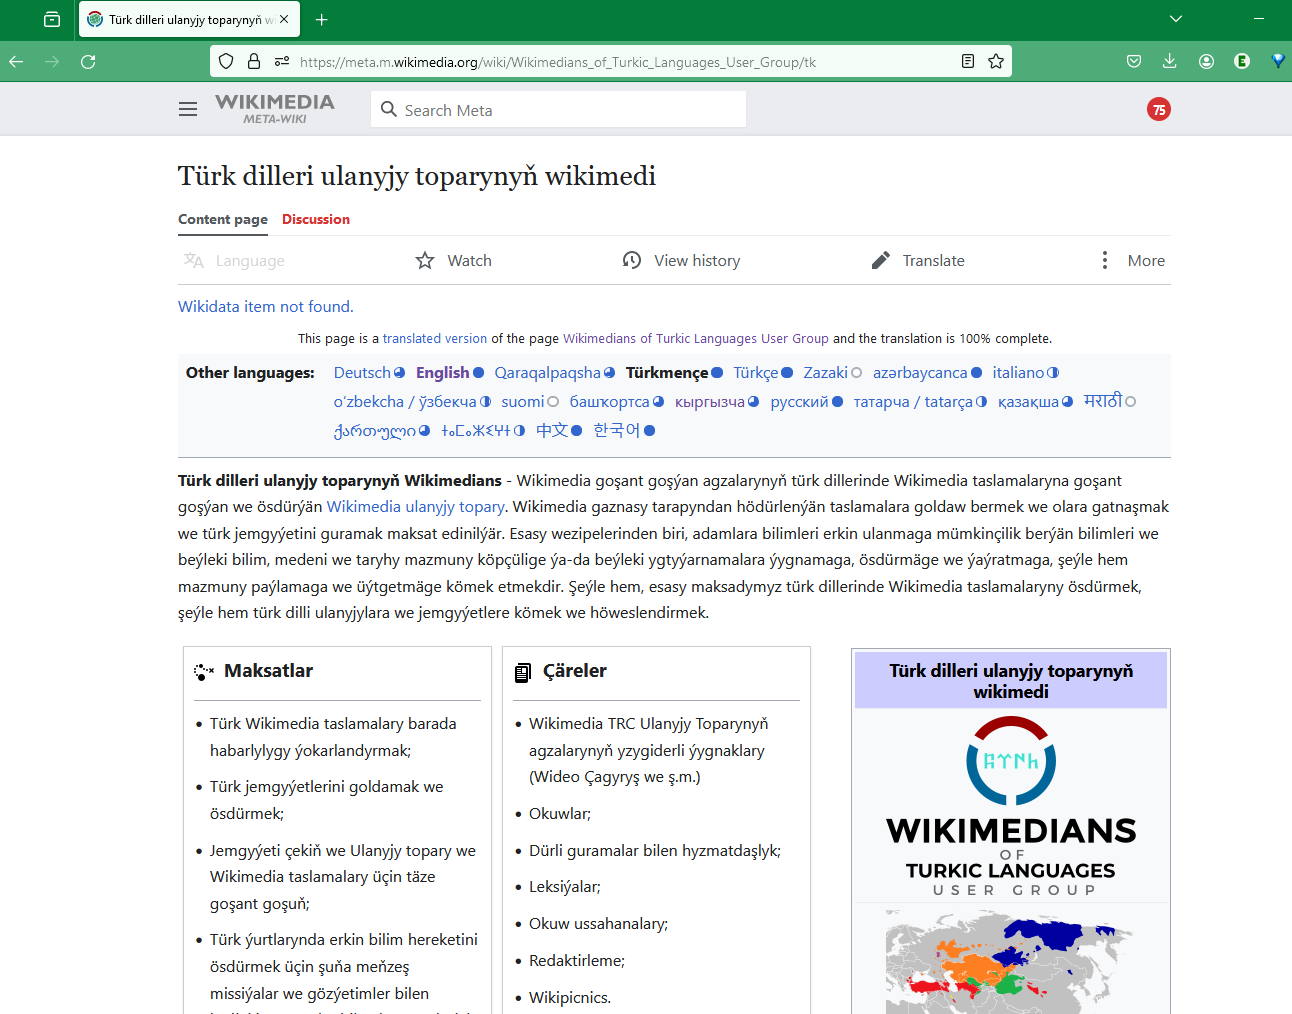 Türk dilleri ulanyjy toparynyň w
https://meta.m.wikimedia.org/wiki/Wikimedians_of_Turkic_Languages_User_Group/tk
WIKIMEDIA
META-WIKI
Search Meta
75
Türk dilleri ulanyjy toparynyň wikimedi
Content page Discussion
Language Watch View history Translate More
Wikidata item not found.
This page is a translated version of the page Wikimedians of Turkic Languages User Group and the translation is 100% complete.
Other languages: Deutsch English Qaraqalpaqsha Türkmençe Türkçe Zazaki azərbaycanca italiano
oʻzbekcha / ўзбекча suomi башҡортса кыргызча русский татарча / tatarça қазақша मराठी
ქართული ⵜⴰⵎⴰⵣⵉⵖⵜ 中文 한국어
Türk dilleri ulanyjy toparynyň Wikimedians - Wikimedia goşant goşýan agzalarynyň türk dillerinde Wikimedia taslamalaryna goşant
goşýan we ösdürýän Wikimedia ulanyjy topary. Wikimedia gaznasy tarapyndan hödürlenýän taslamalara goldaw bermek we olara gatnaşmak
we türk jemgyýetini guramak maksat edinilýär. Esasy wezipelerinden biri, adamlara bilimleri erkin ulanmaga mümkinçilik berýän bilimleri we
beýleki bilim, medeni we taryhy mazmuny köpçülige ýa-da beýleki ygtyýarnamalara ýygnamaga, ösdürmäge we ýaýratmaga, şeýle hem
mazmuny paýlamaga we üýtgetmäge kömek etmekdir. Şeýle hem, esasy maksadymyz türk dillerinde Wikimedia taslamalaryny ösdürmek,
şeýle hem türk dilli ulanyjylara we jemgyýetlere kömek we höweslendirmek.
Maksatlar
Türk Wikimedia taslamalary barada
habarlylygy ýokarlandyrmak;
Türk jemgyýetlerini goldamak we
ösdürmek;
Jemgyýeti çekiň we Ulanyjy topary we
Wikimedia taslamalary üçin täze
goşant goşuň;
Türk ýurtlarynda erkin bilim hereketini
ösdürmek üçin şuňa meňzeş
missiýalar we gözýetimler bilen
Çäreler
Wikimedia TRC Ulanyjy Toparynyň
agzalarynyň yzygiderli ýygnaklary
(Wideo Çagyryş we ş.m.)
Okuwlar;
Dürli guramalar bilen hyzmatdaşlyk;
Leksiýalar;
Okuw ussahanalary;
Redaktirleme;
Wikipicnics.
Türk dilleri ulanyjy toparynyň
wikimedi
WIKIMEDIANS
OF
TURKIC LANGUAGES
USER GROUP